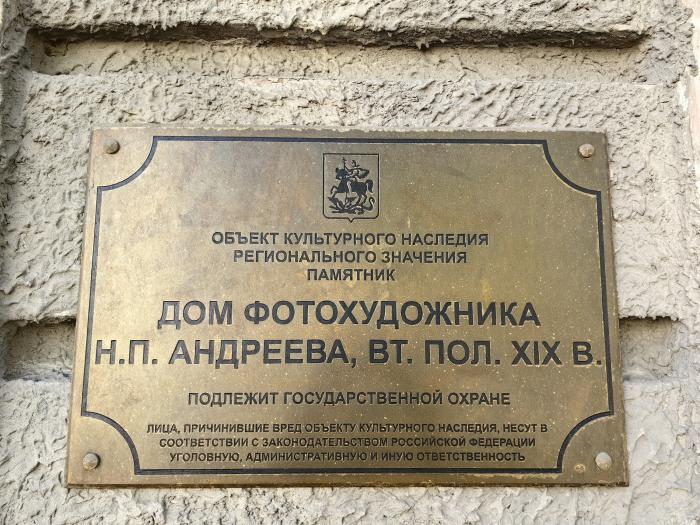 ОБЪЕКТ КУЛЬТУРНОГО НАСЛЕДИЯ
РЕГИОНАЛЬНОГО ЗНАЧЕНИЯ
ПАМЯТНИК
ДОМ ФОТОХУДОЖНИКА
Н.П. АНДРЕЕВА, ВТ. ПОЛ. XIX В.
ПОДЛЕЖИТ ГОСУДАРСТВЕННОЙ ОХРАНЕ
ЛИЦА, ПРИЧИНИВШИЕ ВРЕД ОБЪЕКТУ КУЛЬТУРНОГО НАСЛЕДИЯ, НЕСУТ В
СООТВЕТСТВИИ С ЗАКОНОДАТЕЛЬСТВОМ РОССИЙСКОЙ ФЕДЕРАЦИИ
УГОЛОВНУЮ, АДМИНИСТРАТИВНУЮ И ИНУЮ ОТВЕТСТВЕННОСТЬ